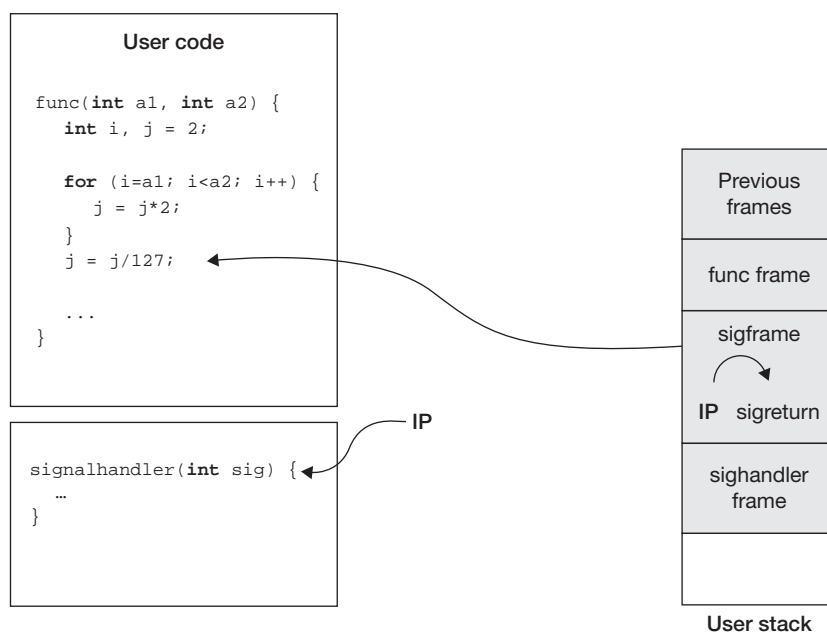 User code
func(int a1, int a2) {
int i, j = 2;
for (i=a1; i<a2; i++) {
j = j*2;
}
j = j/127;
...
}
IP
signalhandler(int sig) {
…
}
Previous
frames
func frame
sigframe
IP sigreturn
sighandler
frame
User stack